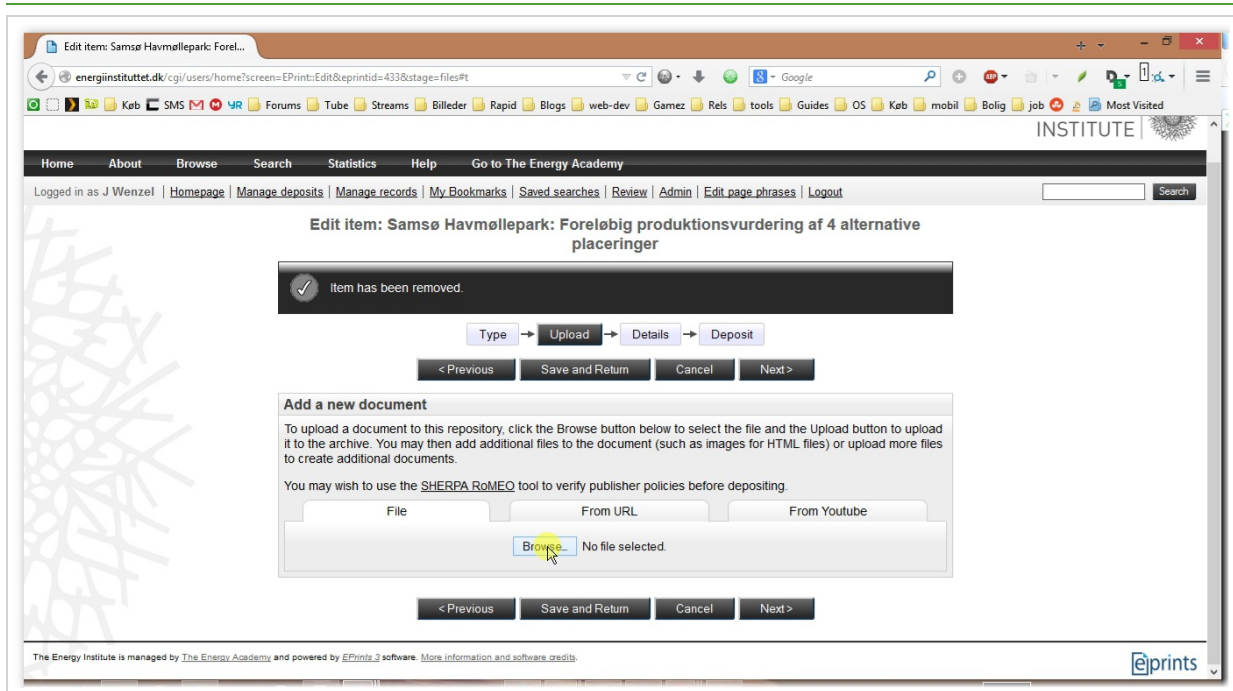 Edit item: Samsø Havmøllepark: Forel...
energiinstituttet.dk/cgi/users/home?screen=EPrint::Edit&eprintid=433&stage=files#t
Google
Køb SMS Forums Tube Streams Billeder Rapid Blogs web-dev Gamez Rels tools Guides OS Køb mobil Bolig job Most Visited
INSTITUTE
Home About Browse Search Statistics Help Go to The Energy Academy
Logged in as J Wenzel | Homepage | Manage deposits | Manage records | My Bookmarks | Saved searches | Review | Admin | Edit page phrases | Logout Search
Edit item: Samsø Havmøllepark: Foreløbig produktionsvurdering af 4 alternative
placeringer
Item has been removed.
Type → Upload → Details → Deposit
< Previous Save and Return Cancel Next >
Add a new document
To upload a document to this repository, click the Browse button below to select the file and the Upload button to upload
it to the archive. You may then add additional files to the document (such as images for HTML files) or upload more files
to create additional documents.
You may wish to use the SHERPA RoMEO tool to verify publisher policies before depositing.
File From URL From Youtube
Browse... No file selected.
< Previous Save and Return Cancel Next >
The Energy Institute is managed by The Energy Academy and powered by EPrints 3 software. More information and software credits.
eprints